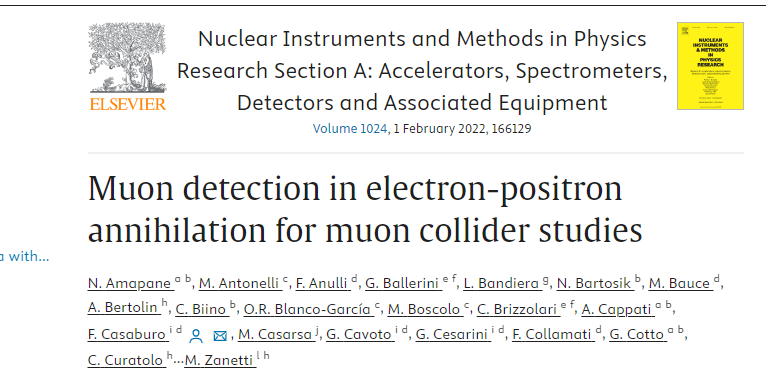 Nuclear Instruments and Methods in Physics
Research Section A: Accelerators, Spectrometers,
Detectors and Associated Equipment
Volume 1024, 1 February 2022, 166129
ELSEVIER
NUCLEAR
INSTRUMENTS
& METHODS
IN
PHYSICS
RESEARCH
Muon detection in electron-positron
annihilation for muon collider studies
a with...
N. Amapane a b, M. Antonelli c, F. Anulli d, G. Ballerini e f, L. Bandiera g, N. Bartosik b, M. Bauce d,
A. Bertolin h, C. Biino b, O.R. Blanco-García c, M. Boscolo c, C. Brizzolari e f, A. Cappati a b,
F. Casaburo i d, M. Casarsa j, G. Cavoto i d, G. Cesarini i d, F. Collamati d, G. Cotto a b,
C. Curatolo h...M. Zanetti l h